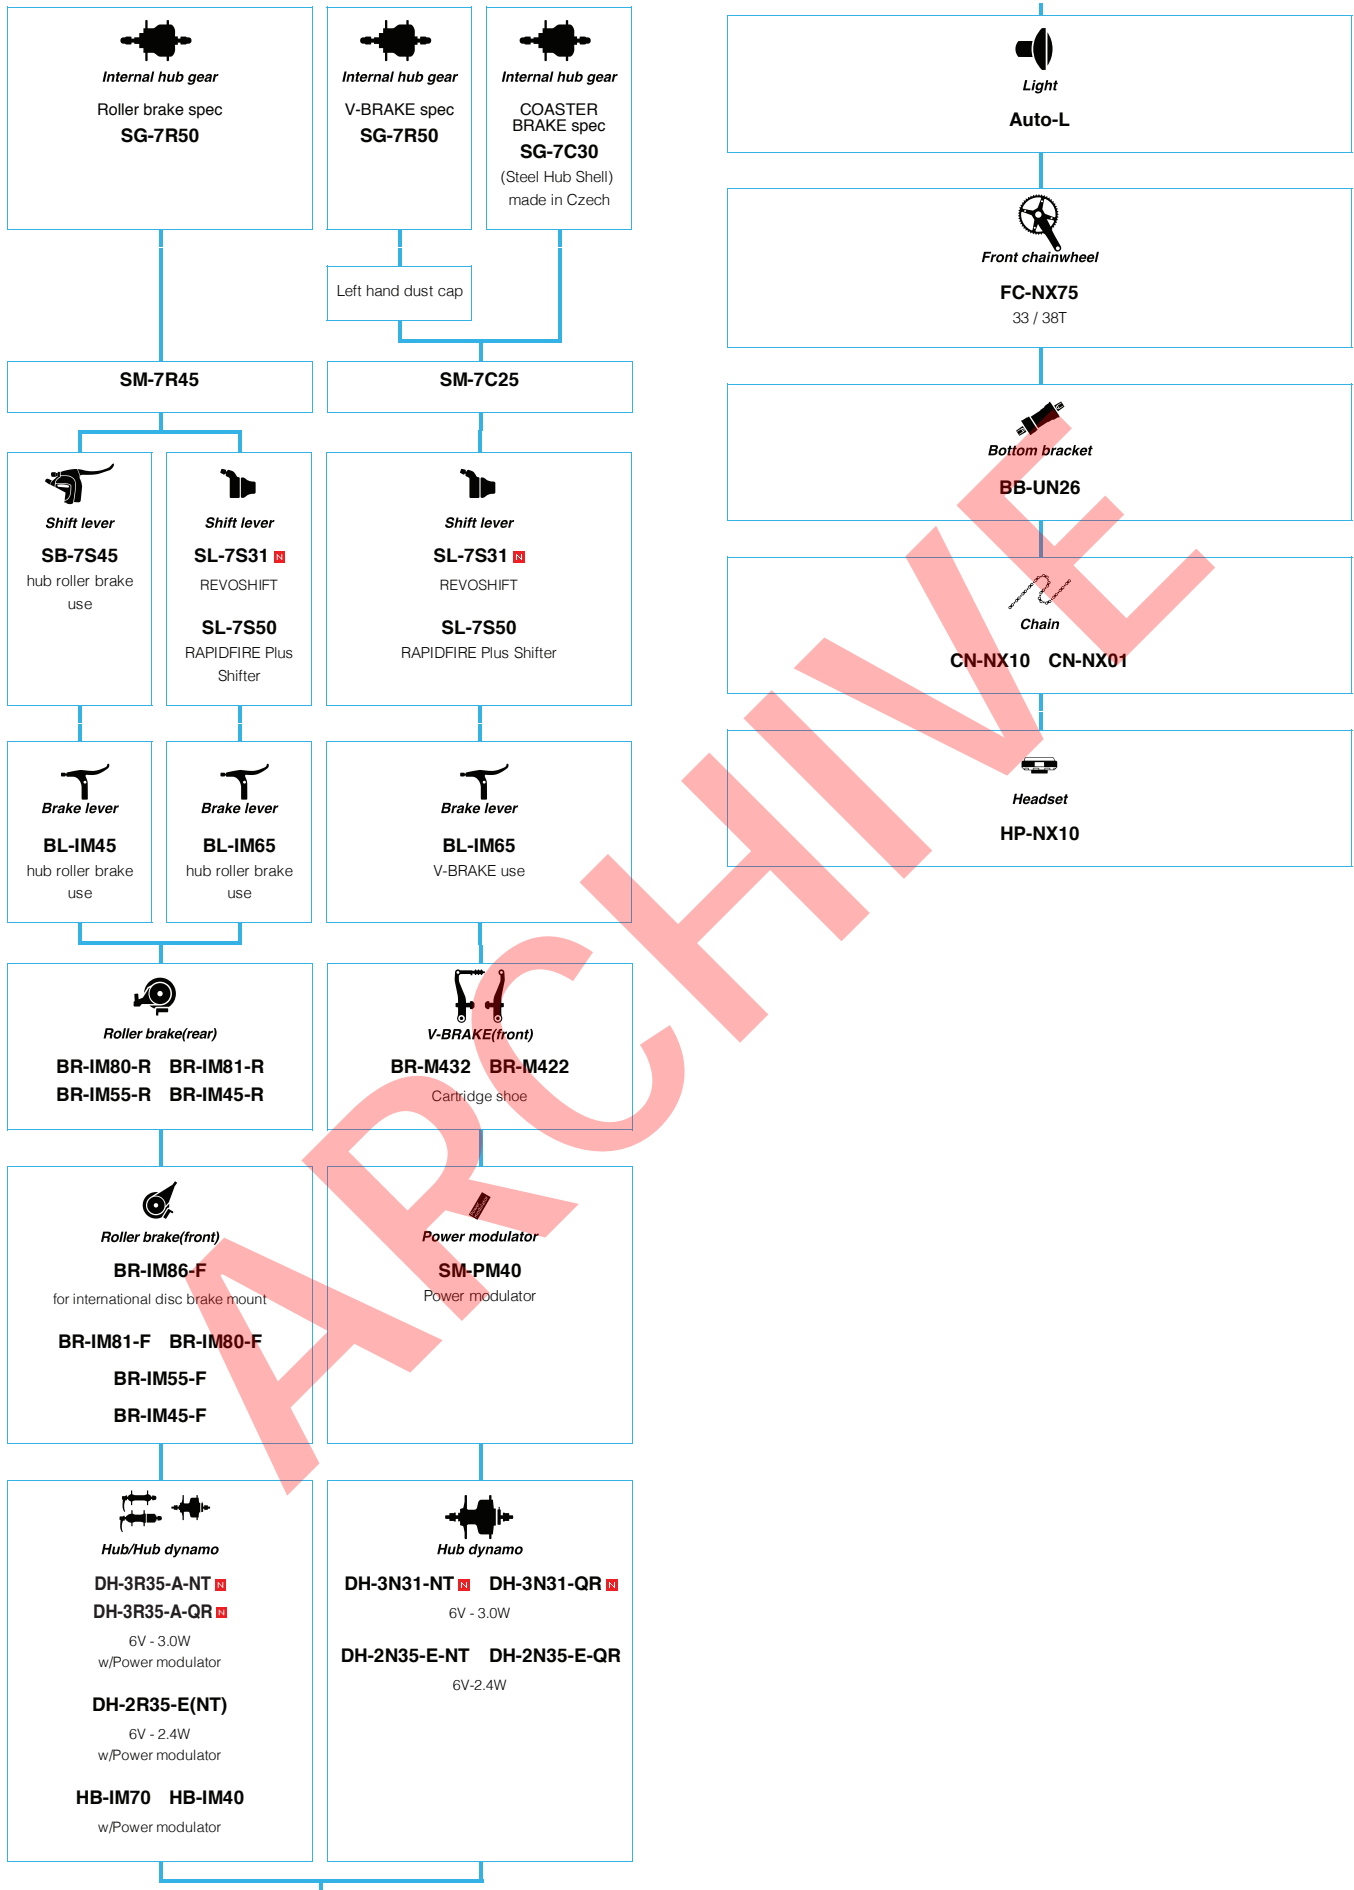 Internal hub gear
Roller brake spec
SG-7R50
Internal hub gear
V-BRAKE spec
SG-7R50
Internal hub gear
COASTER
BRAKE spec
SG-7C30
(Steel Hub Shell)
made in Czech
Left hand dust cap
SM-7R45
SM-7C25
Shift lever
SB-7S45
hub roller brake
use
Shift lever
SL-7S31 N
REVOSHIFT
SL-7S50
RAPIDFIRE Plus
Shifter
Shift lever
SL-7S31 N
REVOSHIFT
SL-7S50
RAPIDFIRE Plus Shifter
Brake lever
BL-IM45
hub roller brake
use
Brake lever
BL-IM65
hub roller brake
use
Brake lever
BL-IM65
V-BRAKE use
Roller brake(rear)
BR-IM80-R BR-IM81-R
BR-IM55-R BR-IM45-R
V-BRAKE(front)
BR-M432 BR-M422
Cartridge shoe
Roller brake(front)
BR-IM86-F
for international disc brake mount
BR-IM81-F BR-IM80-F
BR-IM55-F
BR-IM45-F
Power modulator
SM-PM40
Power modulator
Hub/Hub dynamo
DH-3R35-A-NT N
DH-3R35-A-QR N
6V - 3.0W
w/Power modulator
DH-2R35-E(NT)
6V - 2.4W
w/Power modulator
HB-IM70 HB-IM40
w/Power modulator
Hub dynamo
DH-3N31-NT N DH-3N31-QR N
6V - 3.0W
DH-2N35-E-NT DH-2N35-E-QR
6V-2.4W
Light
Auto-L
Front chainwheel
FC-NX75
33 / 38T
Bottom bracket
BB-UN26
Chain
CN-NX10 CN-NX01
Headset
HP-NX10
ARCHIVE